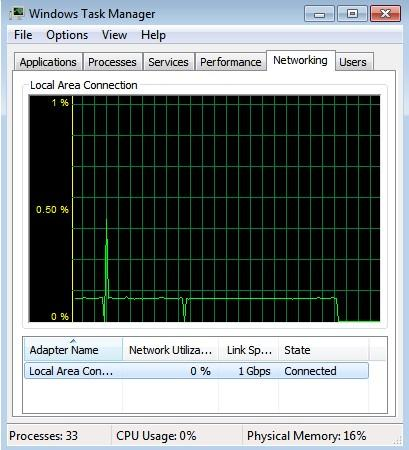 Windows Task Manager
File Options View Help
Applications Processes Services Performance Networking Users
Local Area Connection
1 %
0.50 %
0 %
Adapter Name Network Utiliza... Link Sp... State
Local Area Con... 0 % 1 Gbps Connected
Processes: 33 CPU Usage: 0% Physical Memory: 16%